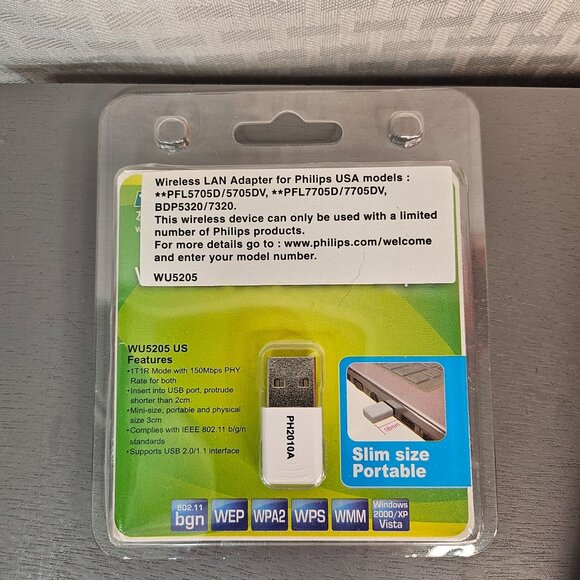 Wireless LAN Adapter for Philips USA models :
**PFL5705D/5705DV, **PFL7705D/7705DV,
BDP5320/7320.
This wireless device can only be used with a limited
number of Philips products.
For more details go to : www.philips.com/welcome
and enter your model number.
WU5205
WU5205 US
Features
•1T1R Mode with 150Mbps PHY
Rate for both
•Insert into USB port, protrude
shorter than 2cm.
•Mini-size, portable and physical
size 3cm
•Complies with IEEE 802.11 b/g/n
standards
•Supports USB 2.0/1.1 interface
PH2010A
18mm
Slim size
Portable
802.11
bgn
WEP
WPA2
WPS
WMM
Windows
2000/XP
Vista